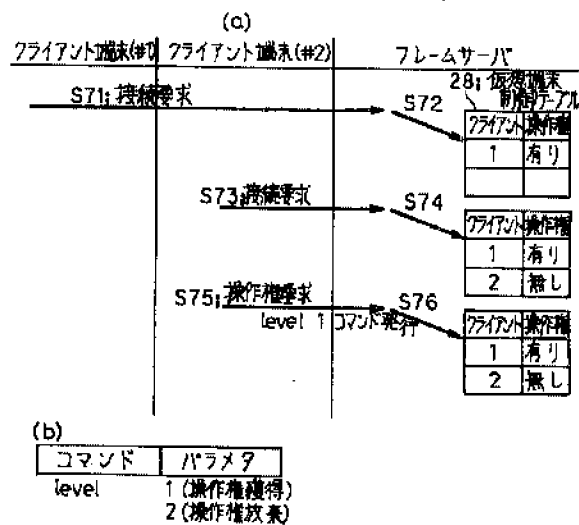 (a)
クライアント端末(#1) クライアント端末(#2) フレームサーバ
28; 仮想端末
制御テーブル
S71; 接続要求
S72
クライアント 操作権
1 有り
S73; 接続要求
S74
クライアント 操作権
1 有り
2 無し
S75; 操作権要求
S76
level 1 コマンド発行
クライアント 操作権
1 有り
2 無し
(b)
コマンド パラメタ
level 1 (操作権獲得)
2 (操作権放棄)